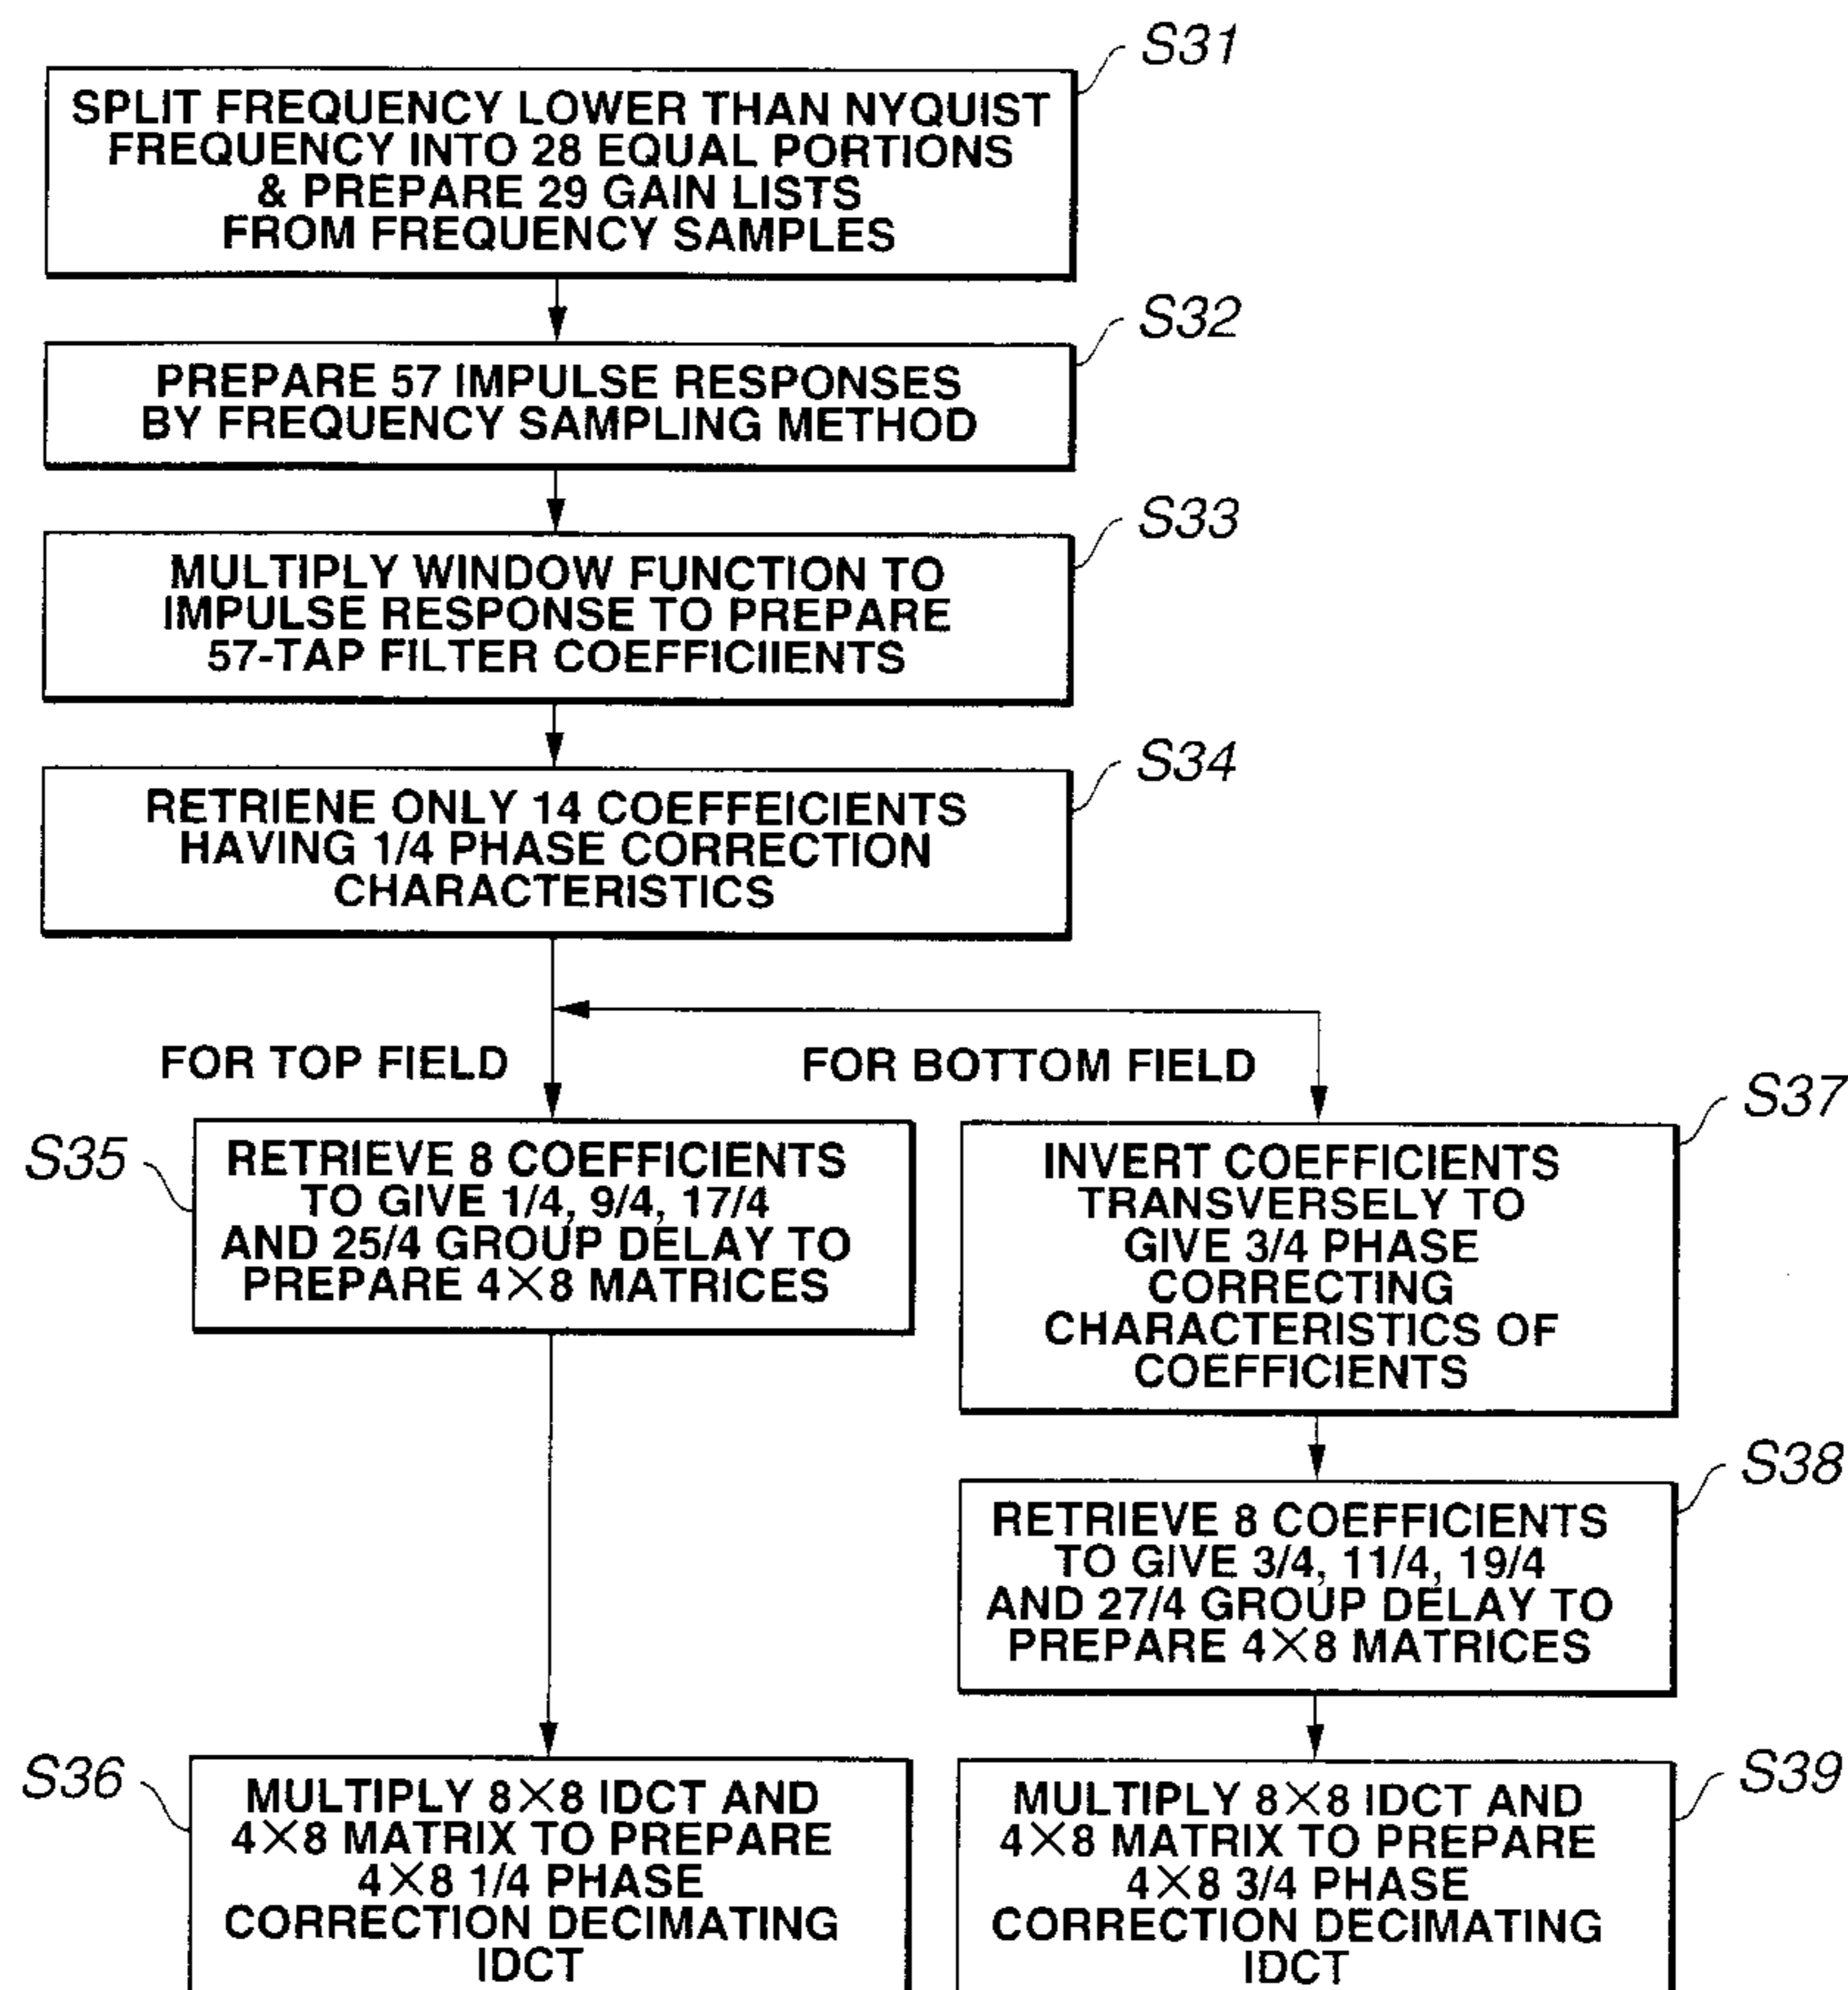 S31
SPLIT FREQUENCY LOWER THAN NYQUIST
FREQUENCY INTO 28 EQUAL PORTIONS
& PREPARE 29 GAIN LISTS
FROM FREQUENCY SAMPLES
S32
PREPARE 57 IMPULSE RESPONSES
BY FREQUENCY SAMPLING METHOD
S33
MULTIPLY WINDOW FUNCTION TO
IMPULSE RESPONSE TO PREPARE
57-TAP FILTER COEFFICIIENTS
S34
RETRIENE ONLY 14 COEFFEICIENTS
HAVING 1/4 PHASE CORRECTION
CHARACTERISTICS
FOR TOP FIELD
FOR BOTTOM FIELD
S35
RETRIEVE 8 COEFFICIENTS
TO GIVE 1/4, 9/4, 17/4
AND 25/4 GROUP DELAY TO
PREPARE 4×8 MATRICES
S37
INVERT COEFFICIENTS
TRANSVERSELY TO
GIVE 3/4 PHASE
CORRECTING
CHARACTERISTICS OF
COEFFICIENTS
S38
RETRIEVE 8 COEFFICIENTS
TO GIVE 3/4, 11/4, 19/4
AND 27/4 GROUP DELAY TO
PREPARE 4×8 MATRICES
S36
MULTIPLY 8×8 IDCT AND
4×8 MATRIX TO PREPARE
4×8 1/4 PHASE
CORRECTION DECIMATING
IDCT
S39
MULTIPLY 8×8 IDCT AND
4×8 MATRIX TO PREPARE
4×8 3/4 PHASE
CORRECTION DECIMATING
IDCT